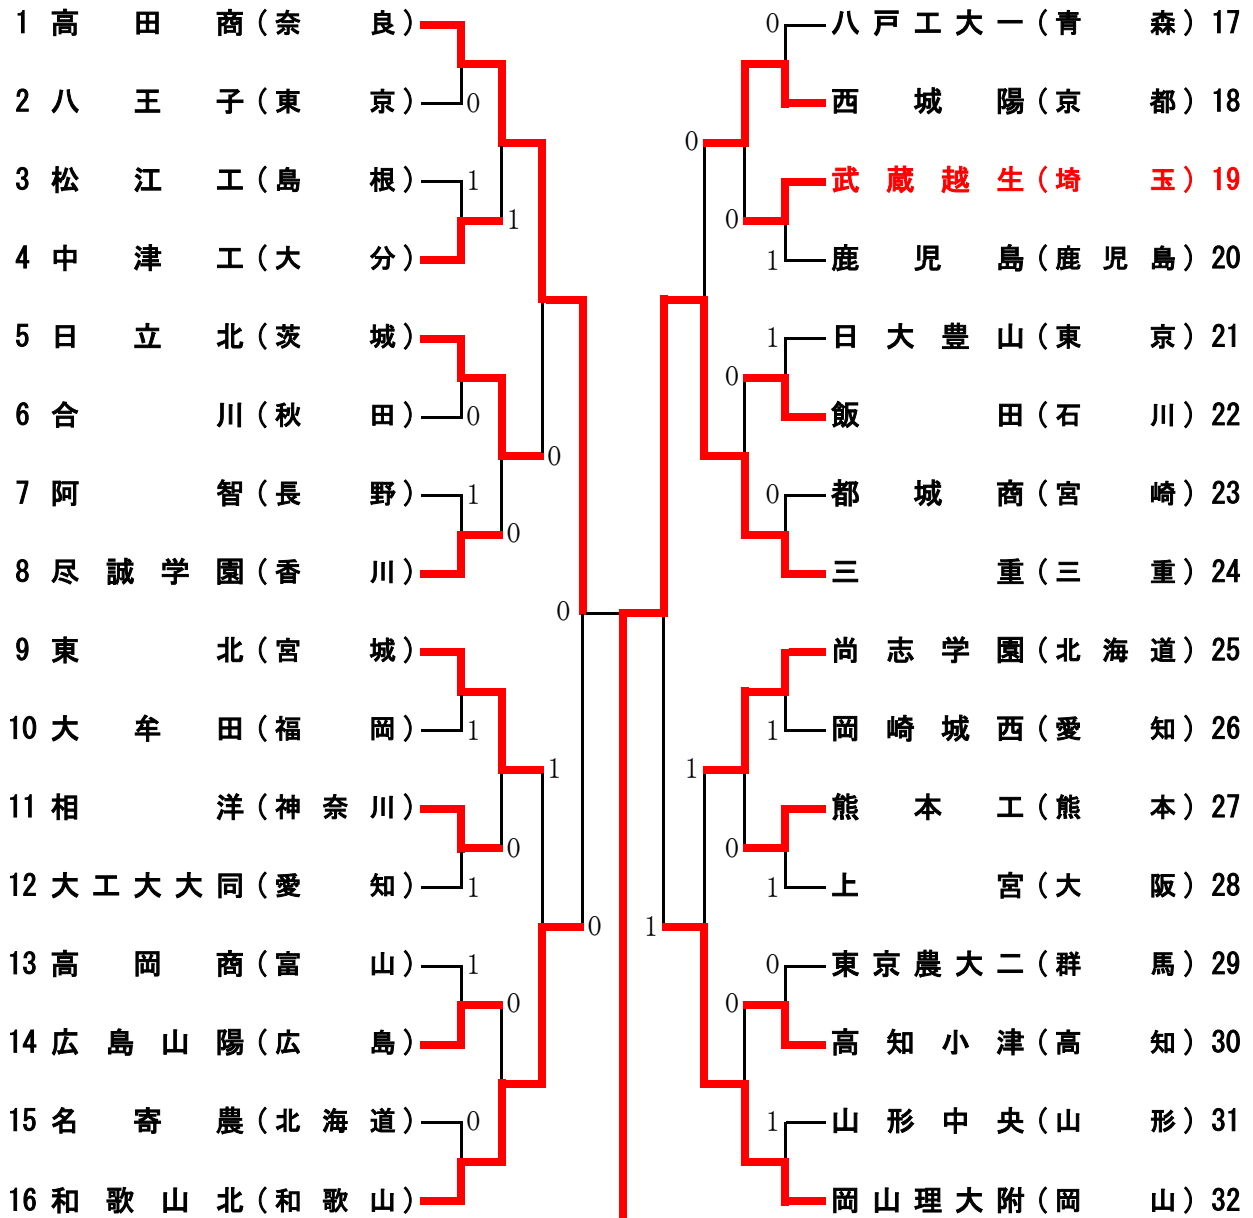 1 高田商(奈良)
2 八王子(東京)
0
3 松江工(島根)
1
4 中津工(大分)
1
5 日立北(茨城)
6 合川(秋田)
0
0
7 阿智(長野)
1
0
8 尽誠学園(香川)
0
9 東北(宮城)
10 大牟田(福岡)
1
1
11 相洋(神奈川)
0
12 大工大大同(愛知)
1
0
13 高岡商(富山)
1
0
14 広島山陽(広島)
15 名寄農(北海道)
0
16 和歌山北(和歌山)
0
八戸工大一(青森) 17
西城陽(京都) 18
0
武蔵越生(埼玉) 19
0
1
鹿児島(鹿児島) 20
1
日大豊山(東京) 21
0
飯田(石川) 22
0
都城商(宮崎) 23
三重(三重) 24
尚志学園(北海道) 25
1
岡崎城西(愛知) 26
1
熊本工(熊本) 27
0
1
上宮(大阪) 28
1
0
東京農大二(群馬) 29
0
高知小津(高知) 30
1
山形中央(山形) 31
岡山理大附(岡山) 32